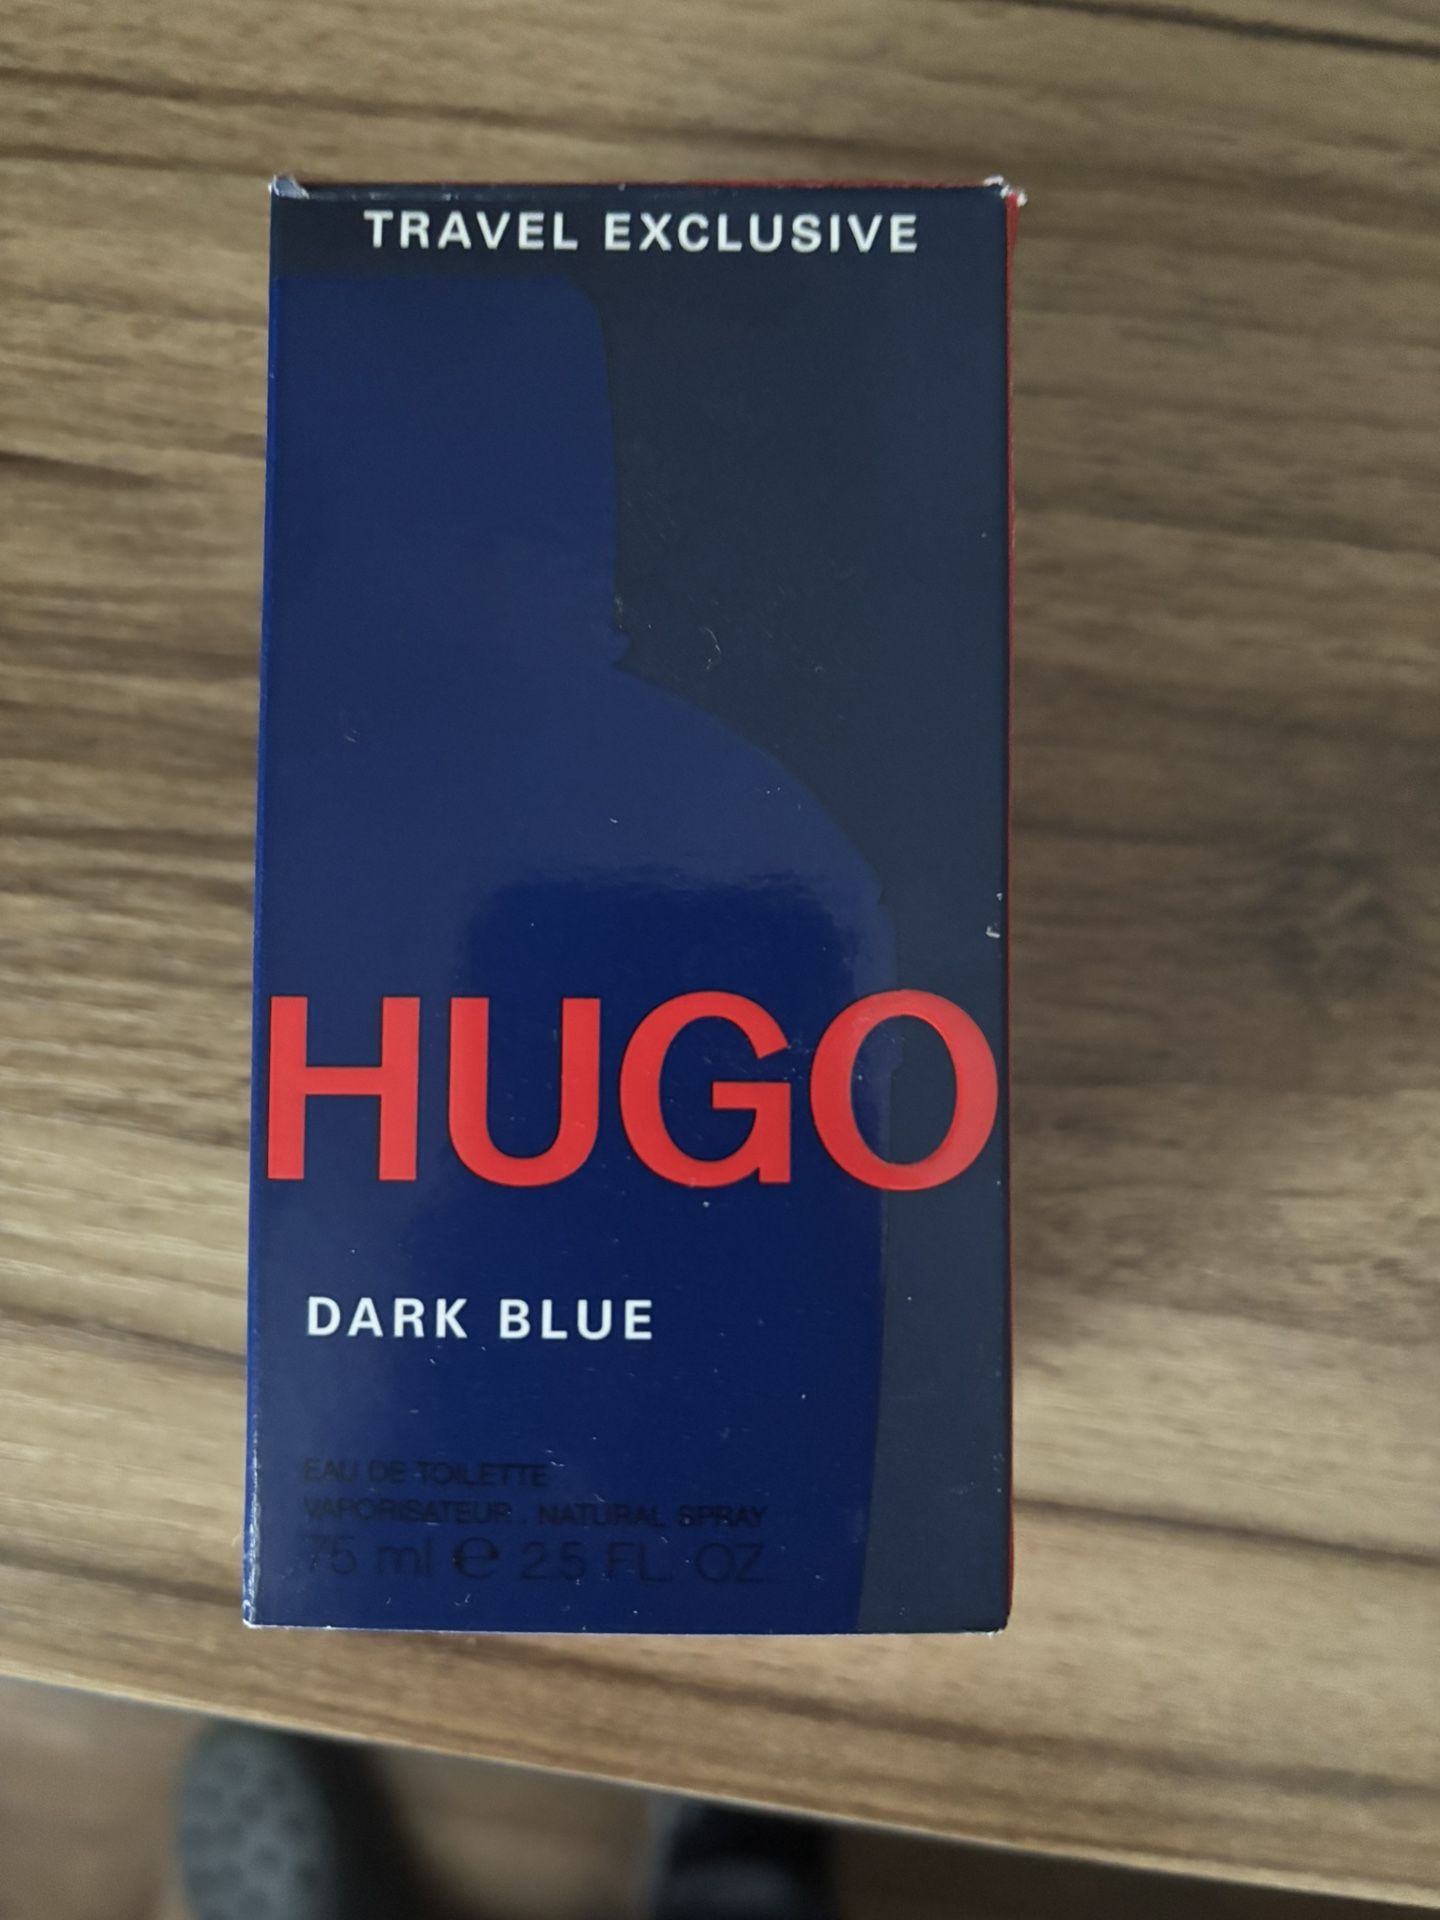 TRAVEL EXCLUSIVE
HUGO
DARK BLUE
EAU DE TOILETTE
VAPORISATEUR . NATURAL SPRAY
75 ml e 2.5 FL. OZ